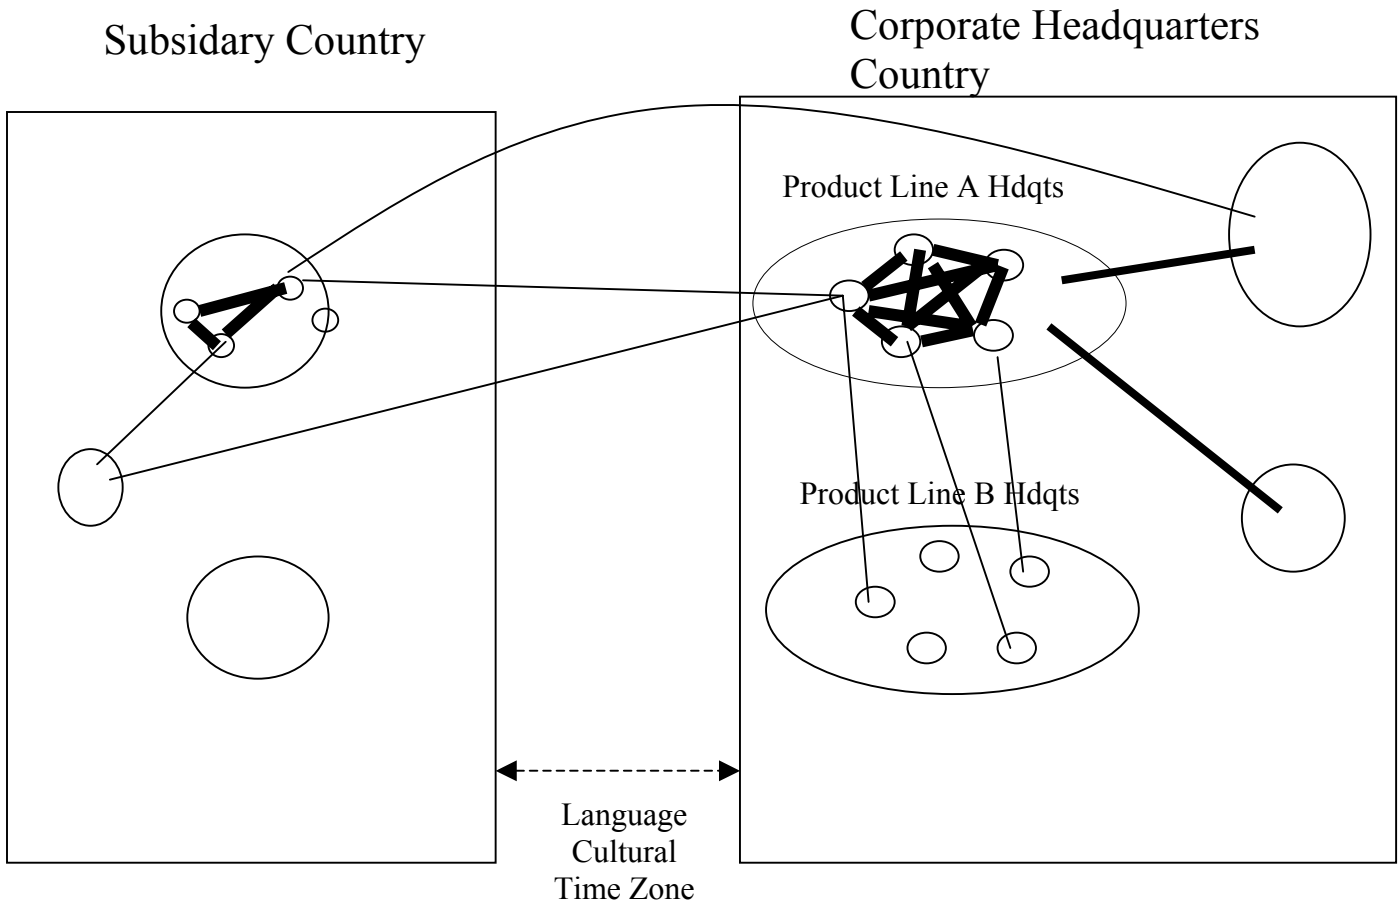 Subsidary Country
Corporate Headquarters
Country
Product Line A Hdqts
Product Line B Hdqts
Language
Cultural
Time Zone